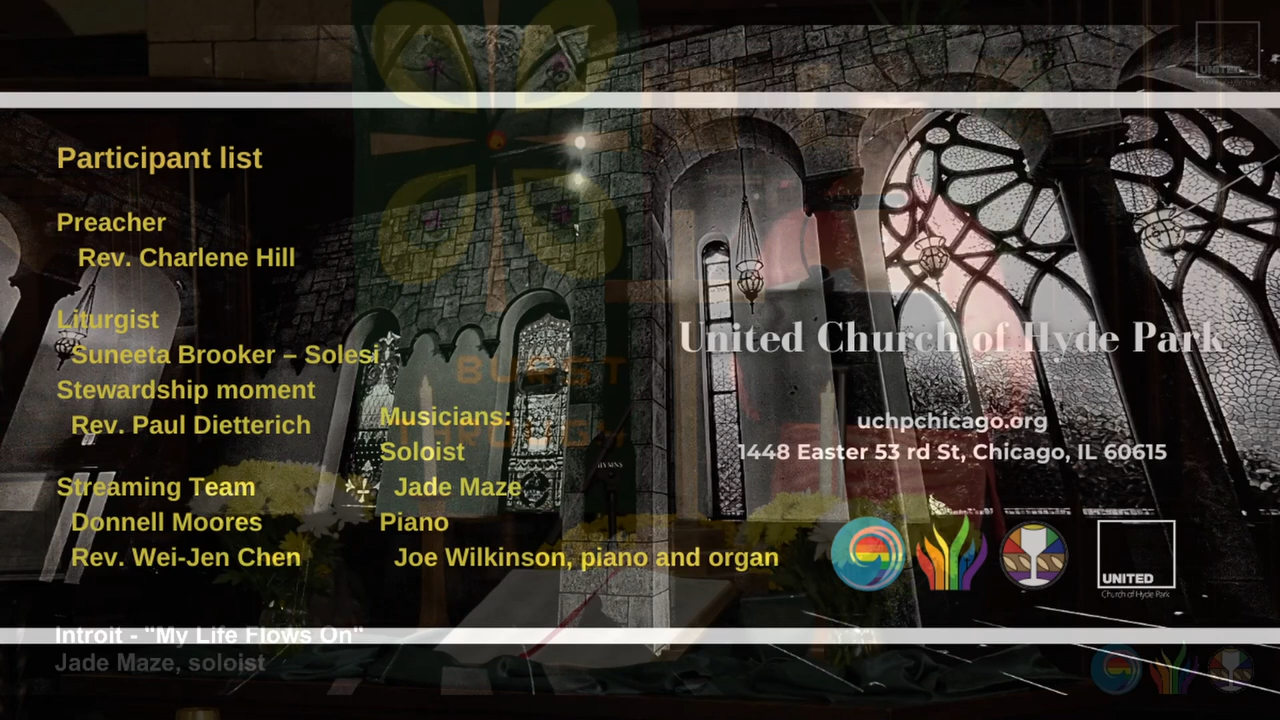 Participant list
Preacher
Rev. Charlene Hill
Liturgist
Suneeta Brooker – Solesi
Stewardship moment
Rev. Paul Dietterich
Streaming Team
Donnell Moores
Rev. Wei-Jen Chen
Musicians:
Soloist
Jade Maze
Piano
Joe Wilkinson, piano and organ
BURST
United Church of Hyde Park
uchpchicago.org
1448 Easter 53 rd St, Chicago, IL 60615
UNITED
Church of Hyde Park
Introit - "My Life Flows On"
Jade Maze, soloist
UNITED
HYMNS